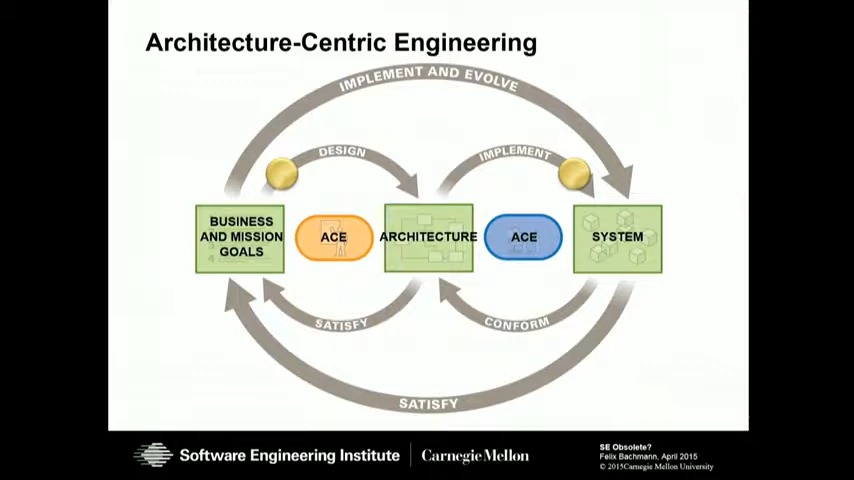 Architecture-Centric Engineering
IMPLEMENT AND EVOLVE
DESIGN
IMPLEMENT
BUSINESS
AND MISSION
GOALS
ACE
ARCHITECTURE
ACE
SYSTEM
SATISFY
CONFORM
SATISFY
Software Engineering Institute
Carnegie Mellon
SE Obsolete?
Felix Bachmann, April 2015
© 2015Carnegie Mellon University